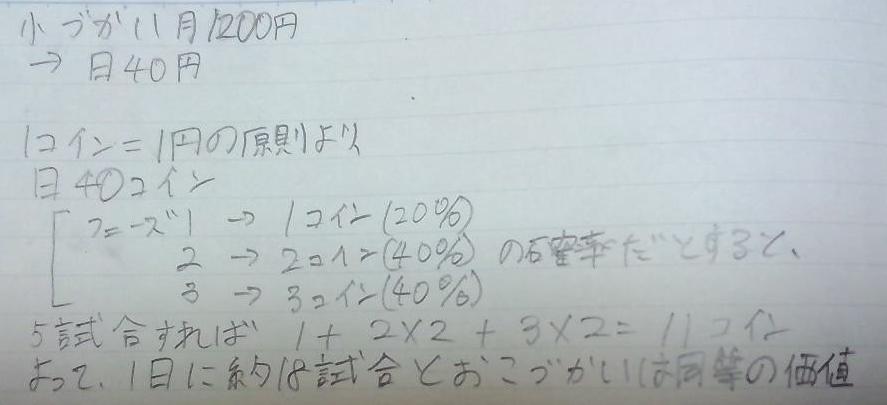 小づかい月1200円
→ 日40円
1コイン=1円の原則より
日40コイン
フェーズ1 → 1コイン(20%)
2 → 2コイン(40%) の確率だとすると、
3 → 3コイン(40%)
5試合すれば 1+2×2+3×2=11コイン
よって、1日に約18試合とおこづかいは同等の価値